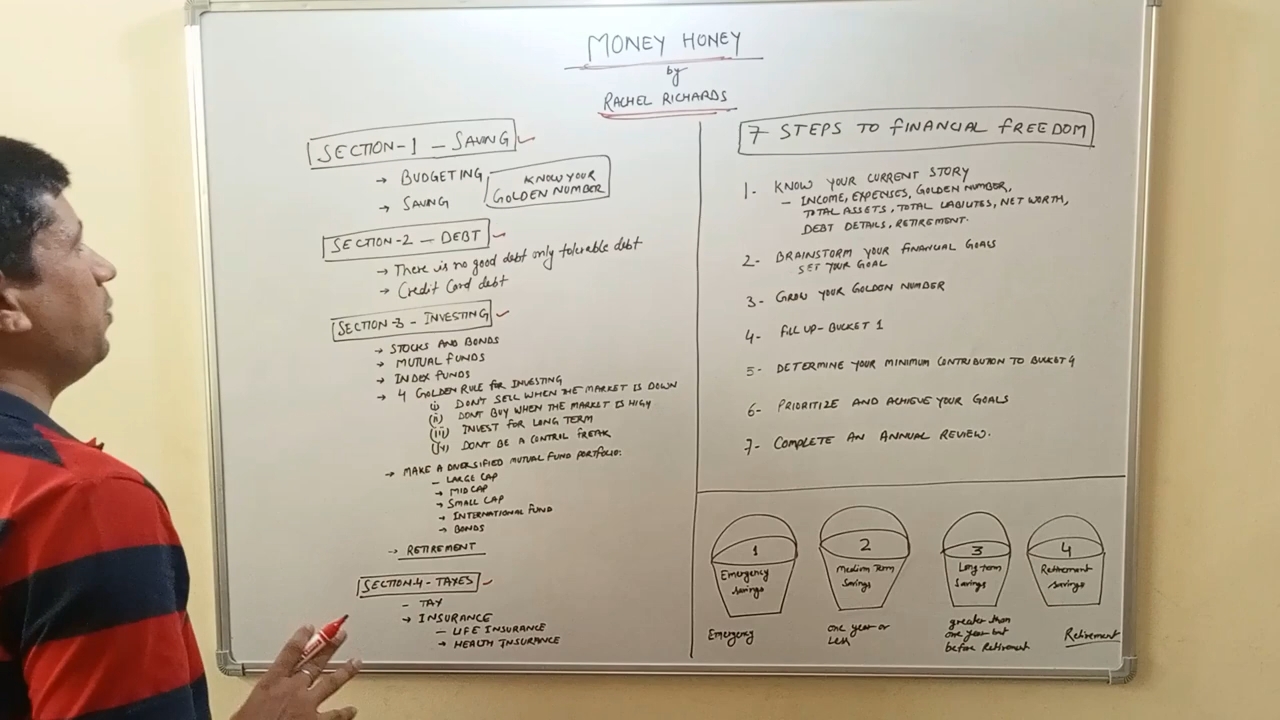 MONEY HONEY
by
RACHEL RICHARDS
SECTION-1 - SAVING
→ BUDGETING
→ SAVING
KNOW YOUR
GOLDEN NUMBER
SECTION-2 - DEBT
→ There is no good debt only tolerable debt
→ Credit Card debt
SECTION-3 - INVESTING
→ STOCKS AND BONDS
→ MUTUAL FUNDS
→ INDEX FUNDS
→ 4 GOLDEN RULE FOR INVESTING
(i) DONT SELL WHEN THE MARKET IS DOWN
(ii) DONT BUY WHEN THE MARKET IS HIGY.
(iii) INVEST FOR LONG TERM
(iv) DONT BE A CONTROL FREAK
→ MAKE A DIVERSIFIED MUTUAL FUND PORTFOLIO:
- LARGE CAP
→ MID CAP
→ SMALL CAP
→ INTERNATIONAL FUND
→ BONDS
→ RETIREMENT
SECTION-4 - TAXES
- TAX
→ INSURANCE
- LIFE INSURANCE
→ HEALTH INSURANCE
7 STEPS TO FINANCIAL FREEDOM
1- KNOW YOUR CURRENT STORY
- INCOME, EXPENSES, GOLDEN NUMBER,
TOTAL ASSETS, TOTAL LABILITES, NET WORTH,
DEBT DETAILS, RETIREMENT.
2- BRAINSTORM YOUR FINANCIAL GOALS
SET YOUR GOAL
3- GROW YOUR GOLDEN NUMBER
4- FILL UP - BUCKET 1
5- DETERMINE YOUR MINIMUM CONTRIBUTION TO BUCKET 4
6- PRIORITIZE AND ACHIEVE YOUR GOALS
7- COMPLETE AN ANNUAL REVIEW.
1
Emergency
savings
Emergency
2
Medium Term
Savings
one year or
Less
3
Long term
Savings
greater than
one year but
before Retirement
4
Retirement
savings
Retirement